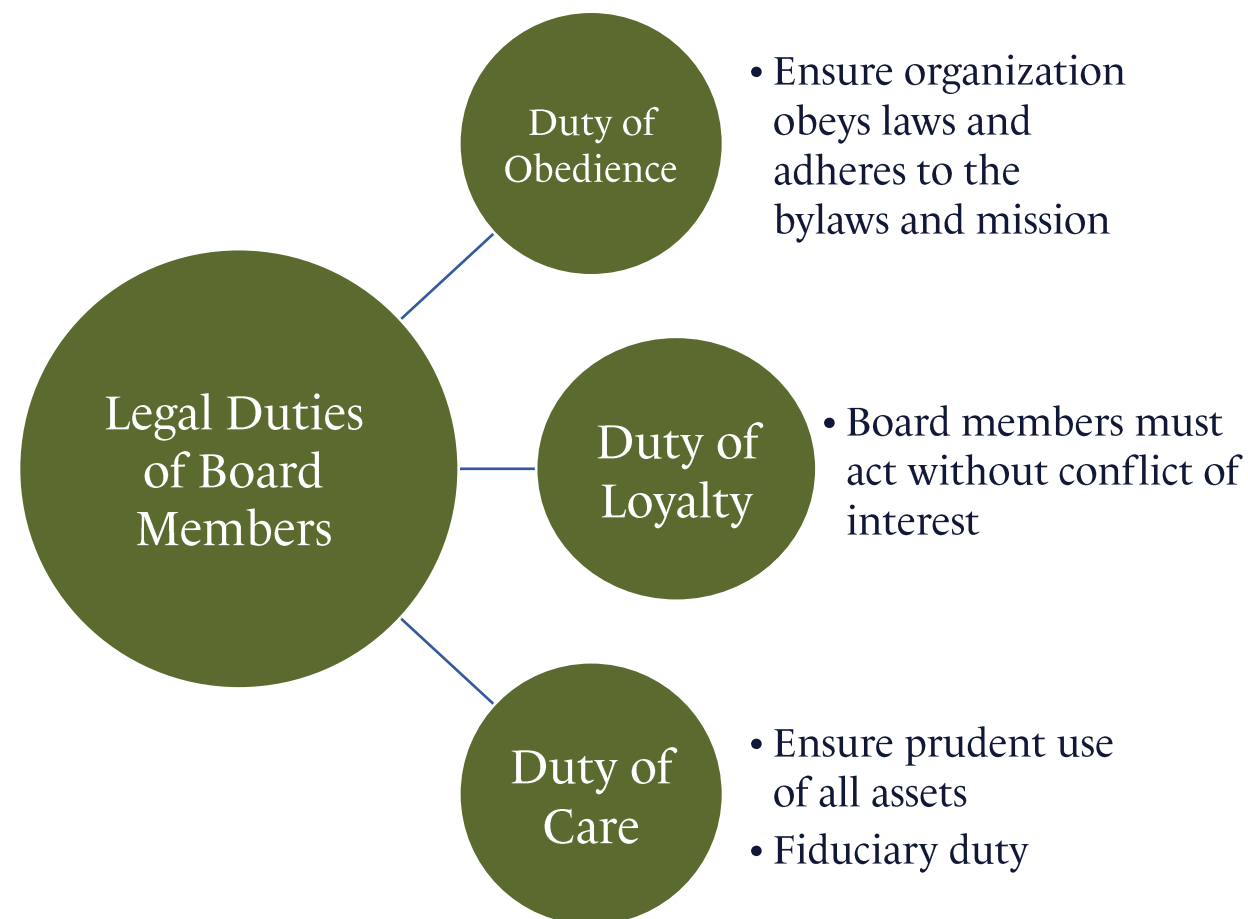 Duty of
Obedience
• Ensure organization
obeys laws and
adheres to the
bylaws and mission
Legal Duties
of Board
Members
Duty of
Loyalty
• Board members must
act without conflict of
interest
Duty of
Care
• Ensure prudent use
of all assets
• Fiduciary duty